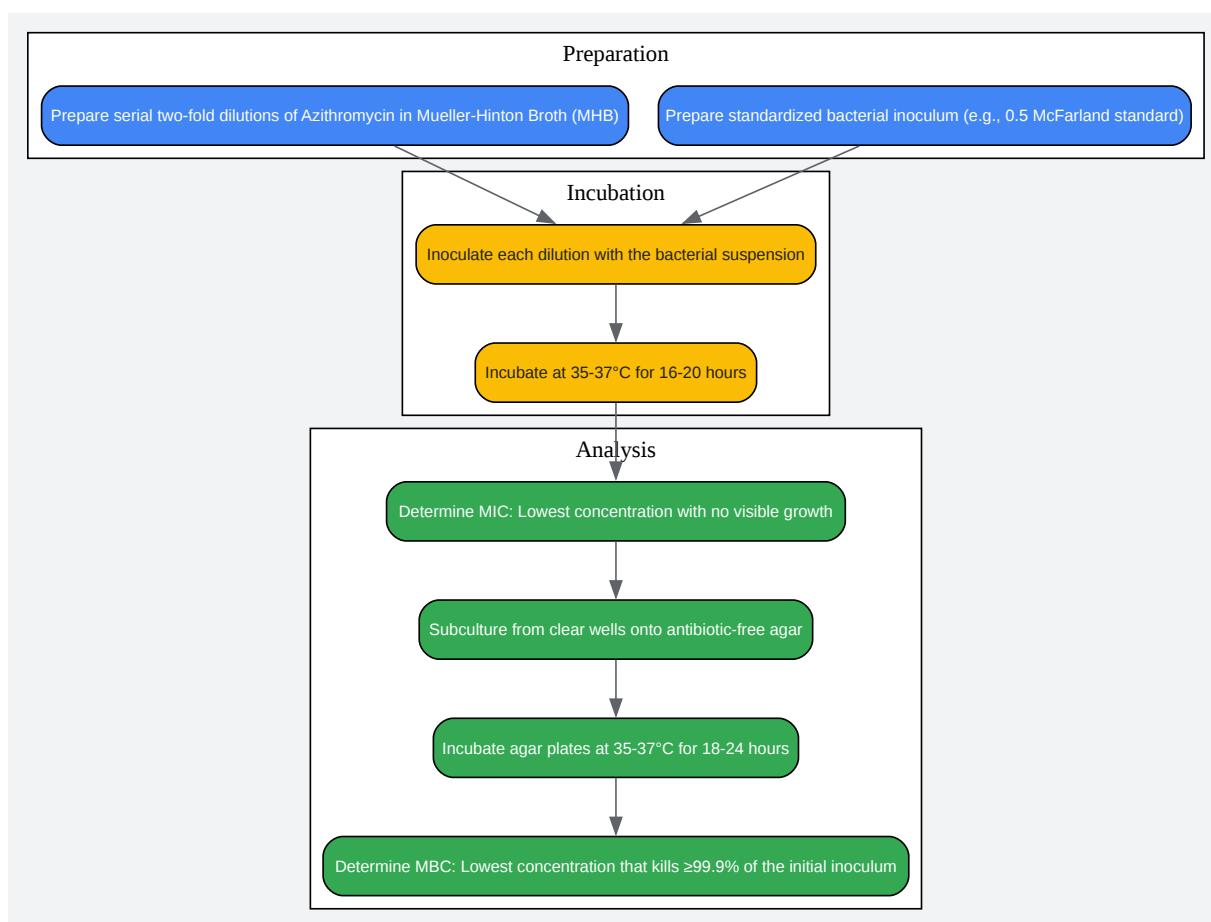 Preparation
Prepare serial two-fold dilutions of Azithromycin in Mueller-Hinton Broth (MHB)
Prepare standardized bacterial inoculum (e.g., 0.5 McFarland standard)
Incubation
Inoculate each dilution with the bacterial suspension
Incubate at 35-37°C for 16-20 hours
Analysis
Determine MIC: Lowest concentration with no visible growth
Subculture from clear wells onto antibiotic-free agar
Incubate agar plates at 35-37°C for 18-24 hours
Determine MBC: Lowest concentration that kills ≥99.9% of the initial inoculum